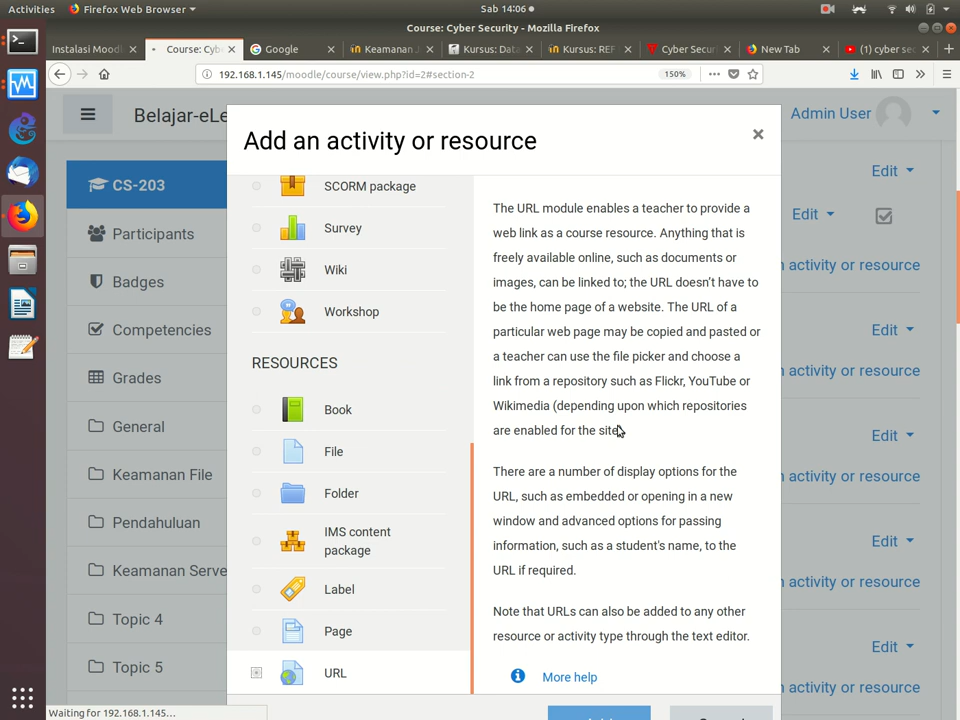 Activities Firefox Web Browser Sab 14:06
Course: Cyber Security - Mozilla Firefox
Instalasi Mood Course: Cyb Google Keamanan J Kursus: Data Kursus: REF Cyber Secur New Tab (1) cyber sec
192.168.1.145/moodle/course/view.php?id=2#section-2 150%
Belajar-eLe Admin User
Add an activity or resource
CS-203
Participants
Badges
Competencies
Grades
General
Keamanan File
Pendahuluan
Keamanan Serve
Topic 4
Topic 5
SCORM package
Survey
Wiki
Workshop
RESOURCES
Book
File
Folder
IMS content
package
Label
Page
URL
The URL module enables a teacher to provide a
web link as a course resource. Anything that is
freely available online, such as documents or
images, can be linked to; the URL doesn't have to
be the home page of a website. The URL of a
particular web page may be copied and pasted or
a teacher can use the file picker and choose a
link from a repository such as Flickr, YouTube or
Wikimedia (depending upon which repositories
are enabled for the site
There are a number of display options for the
URL, such as embedded or opening in a new
window and advanced options for passing
information, such as a student's name, to the
URL if required.
Note that URLs can also be added to any other
resource or activity type through the text editor.
More help
Edit
Edit
activity or resource
Edit
activity or resource
Edit
activity or resource
Edit
activity or resource
Edit
activity or resource
Waiting for 192.168.1.145...